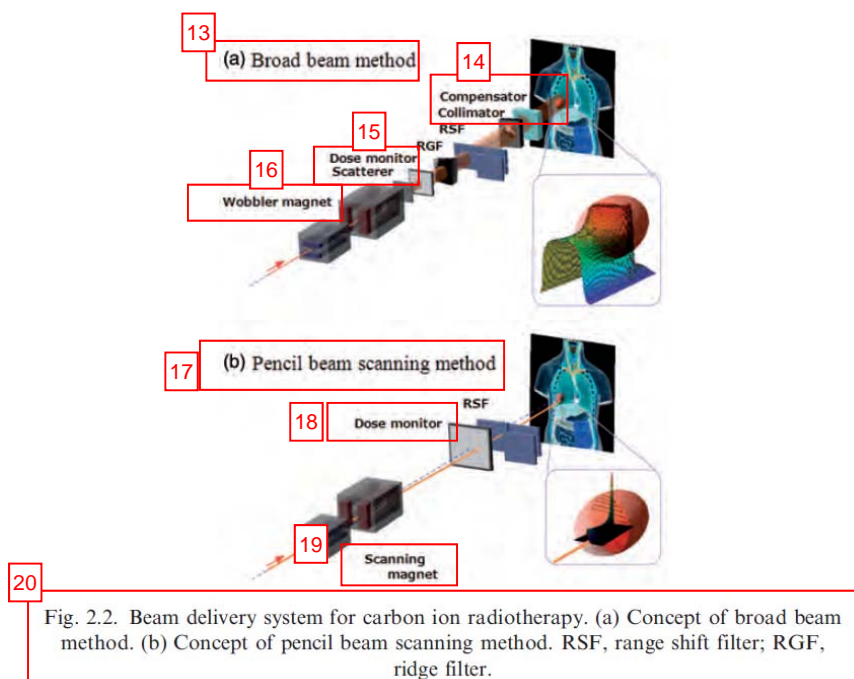 13
(a) Broad beam method
14
Compensator
Collimator
RSF
15
RGF
Dose monitor
Scatterer
16
Wobbler magnet
17
(b) Pencil beam scanning method
18
RSF
Dose monitor
19
Scanning
magnet
20
Fig. 2.2. Beam delivery system for carbon ion radiotherapy. (a) Concept of broad beam
method. (b) Concept of pencil beam scanning method. RSF, range shift filter; RGF,
ridge filter.